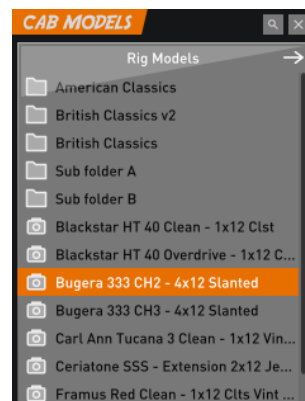 CAB MODELS
Rig Models
American Classics
British Classics v2
British Classics
Sub folder A
Sub folder B
Blackstar HT 40 Clean - 1x12 Clst
Blackstar HT 40 Overdrive - 1x12 C...
Bugera 333 CH2 - 4x12 Slanted
Bugera 333 CH3 - 4x12 Slanted
Carl Ann Tucana 3 Clean - 1x12 Vin...
Ceriatone SSS - Extension 2x12 Je...
Framus Red Clean - 1x12 Clts Vint ...